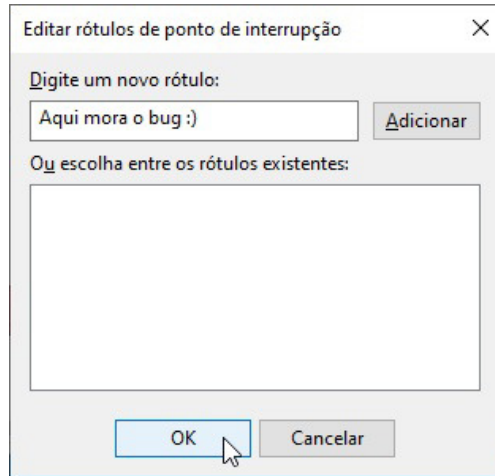 Editar rótulos de ponto de interrupção
Digite um novo rótulo:
Aqui mora o bug :)
Adicionar
Ou escolha entre os rótulos existentes:
OK
Cancelar